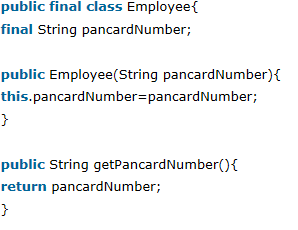 public final class Employee{
final String pancardNumber;
public Employee(String pancardNumber){
this.pancardNumber=pancardNumber;
}
public String getPancardNumber(){
return pancardNumber;
}